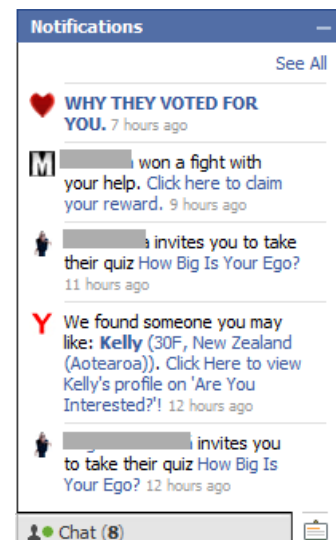 Notifications
See All
WHY THEY VOTED FOR
YOU. 7 hours ago
M
won a fight with
your help. Click here to claim
your reward. 9 hours ago
invites you to take
their quiz How Big Is Your Ego?
11 hours ago
Y
We found someone you may
like: Kelly (30F, New Zealand
(Aotearoa)). Click Here to view
Kelly's profile on 'Are You
Interested?'! 12 hours ago
invites you
to take their quiz How Big Is
Your Ego? 12 hours ago
Chat (8)